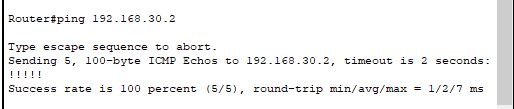 Router#ping 192.168.30.2
Type escape sequence to abort.
Sending 5, 100-byte ICMP Echos to 192.168.30.2, timeout is 2 seconds:
!!!!!
Success rate is 100 percent (5/5), round-trip min/avg/max = 1/2/7 ms